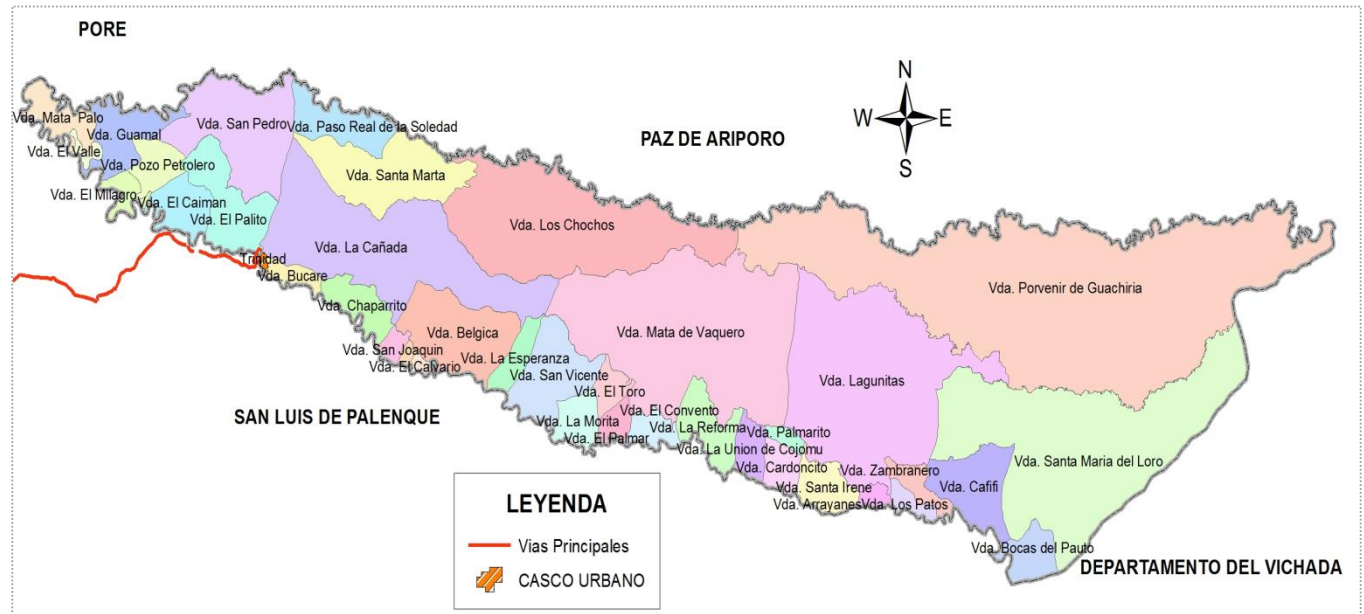 PORE
N
W
E
S
PAZ DE ARIPORO
Vda. Mata Palo
Vda. Guamal
Vda. San Pedro
Vda. Paso Real de la Soledad
Vda. El Valle
Vda. Pozo Petrolero
Vda. Santa Marta
Vda. El Milagro
Vda. El Caiman
Vda. El Palito
Vda. Los Chochos
Vda. La Cañada
Trinidad
Vda. Bucare
Vda. Porvenir de Guachiria
Vda. Chaparrito
Vda. Belgica
Vda. Mata de Vaquero
Vda. San Joaquin
Vda. La Esperanza
Vda. El Calvario
Vda. San Vicente
Vda. Lagunitas
Vda. El Toro
SAN LUIS DE PALENQUE
Vda. El Convento
Vda. La Morita
Vda. La Reforma
Vda. Palmarito
Vda. El Palmar
Vda. La Union de Cojomu
Vda. Santa Maria del Loro
Vda. Cardoncito
Vda. Zambranero
Vda. Santa Irene
Vda. Cafifi
Vda. Arrayanes
Vda. Los Patos
Vda. Bocas del Pauto
DEPARTAMENTO DEL VICHADA
LEYENDA
Vias Principales
CASCO URBANO